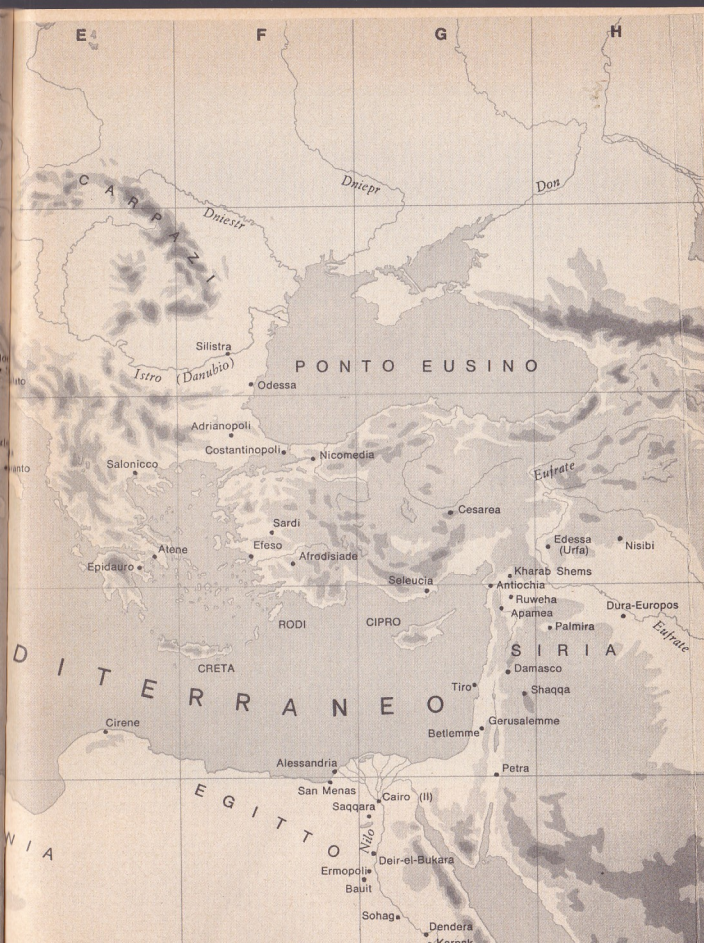 E
F
G
H
CARPAZI
Dniestr
Dniepr
Don
Silistra
Istro (Danubio)
PONTO EUSINO
Odessa
Adrianopoli
Costantinopoli
Nicomedia
Salonicco
Eufrate
Cesarea
Sardi
Efeso
Afrodisiade
Atene
Epidauro
Edessa
(Urfa)
Nisibi
Seleucia
Kharab Shems
Antiochia
Ruweha
Apamea
Dura-Europos
Palmira
Eufrate
RODI
CIPRO
SIRIA
CRETA
Damasco
DITERRANEO
Tiro
Shaqqa
Cirene
Gerusalemme
Betlemme
Alessandria
Petra
San Menas
EGITTO
Cairo (II)
Saqqara
NIA
Nilo
Deir-el-Bukara
Ermopoli
Bauit
Sohag
Dendera